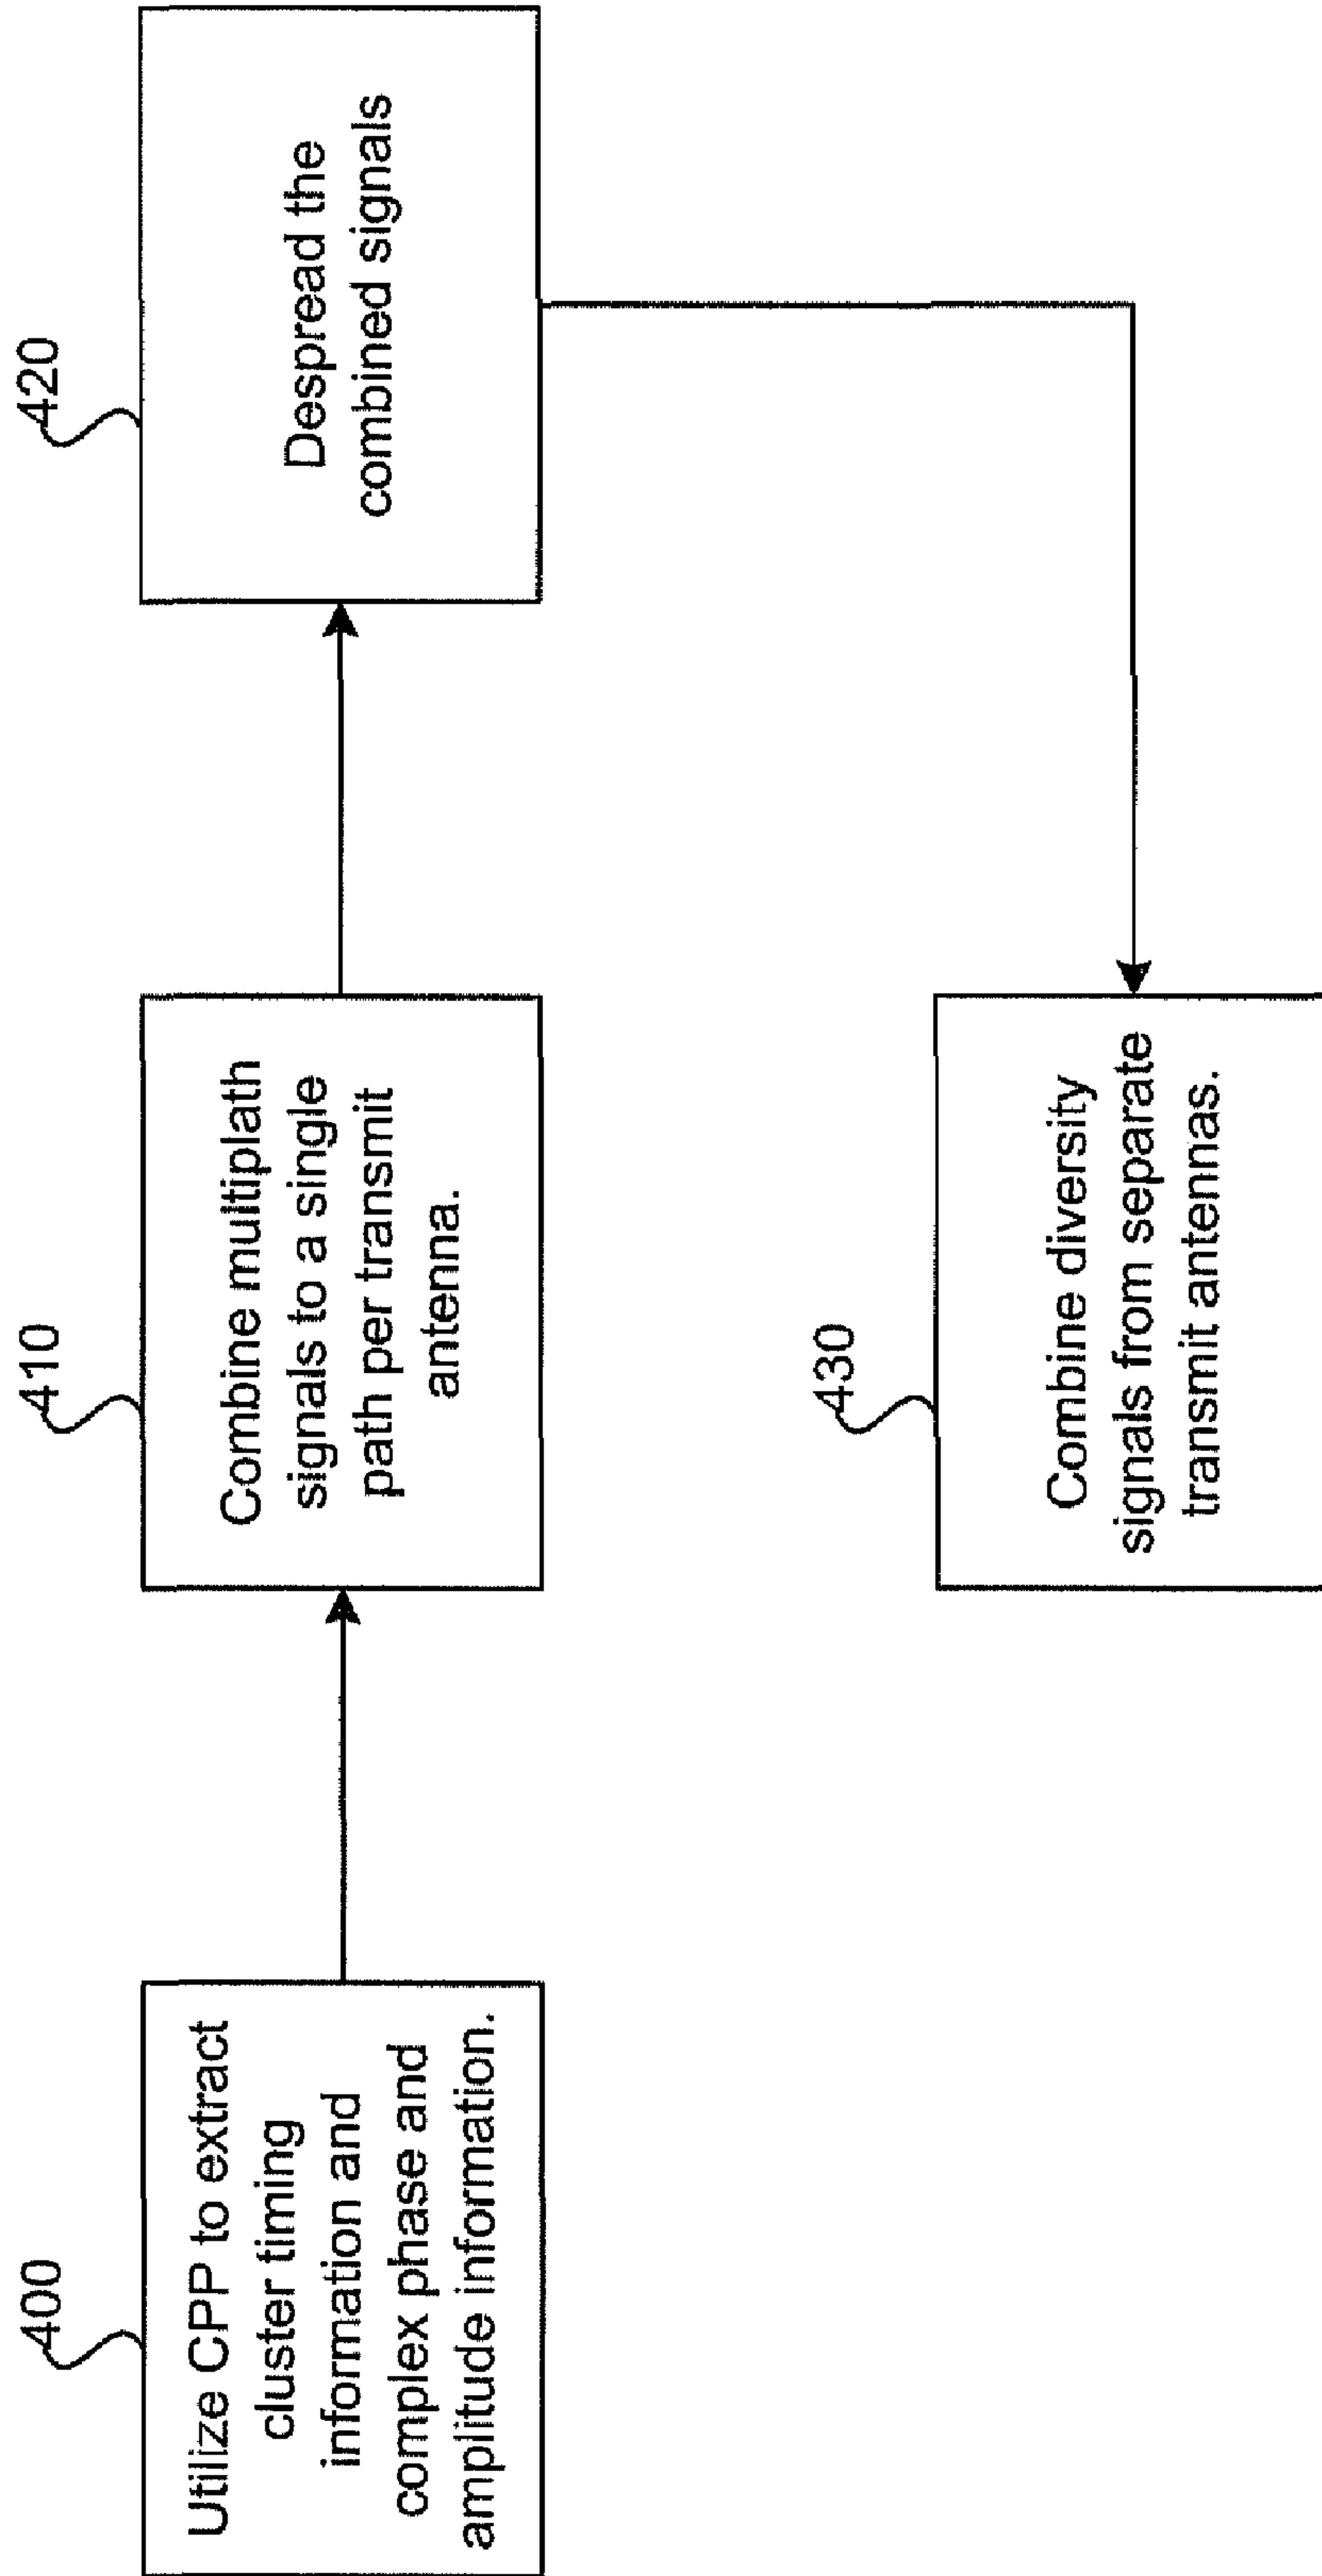 400
Utilize CPP to extract
cluster timing
information and
complex phase and
amplitude information.
410
Combine multiplath
signals to a single
path per transmit
antenna.
420
Despread the
combined signals
430
Combine diversity
signals from separate
transmit antennas.